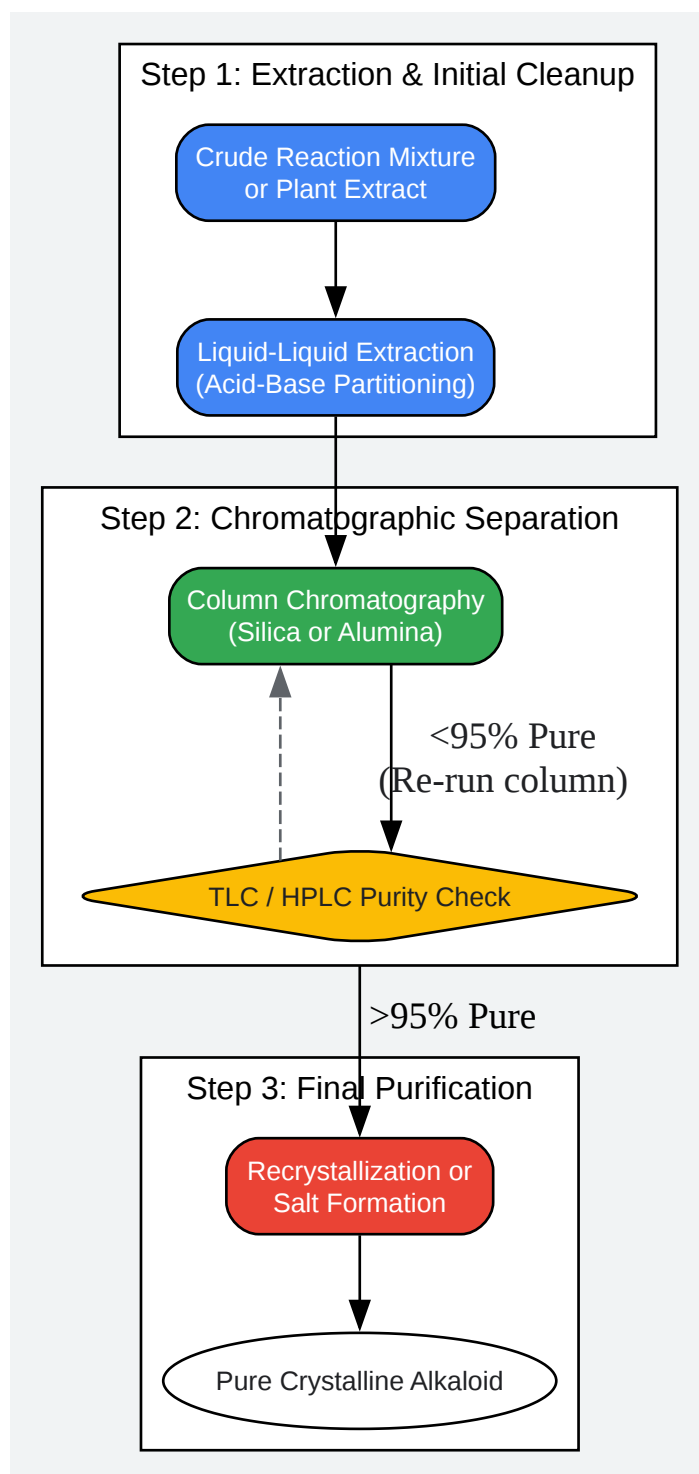 Step 1: Extraction & Initial Cleanup
Crude Reaction Mixture
or Plant Extract
Liquid-Liquid Extraction
(Acid-Base Partitioning)
Step 2: Chromatographic Separation
Column Chromatography
(Silica or Alumina)
<95% Pure
(Re-run column)
TLC / HPLC Purity Check
>95% Pure
Step 3: Final Purification
Recrystallization or
Salt Formation
Pure Crystalline Alkaloid